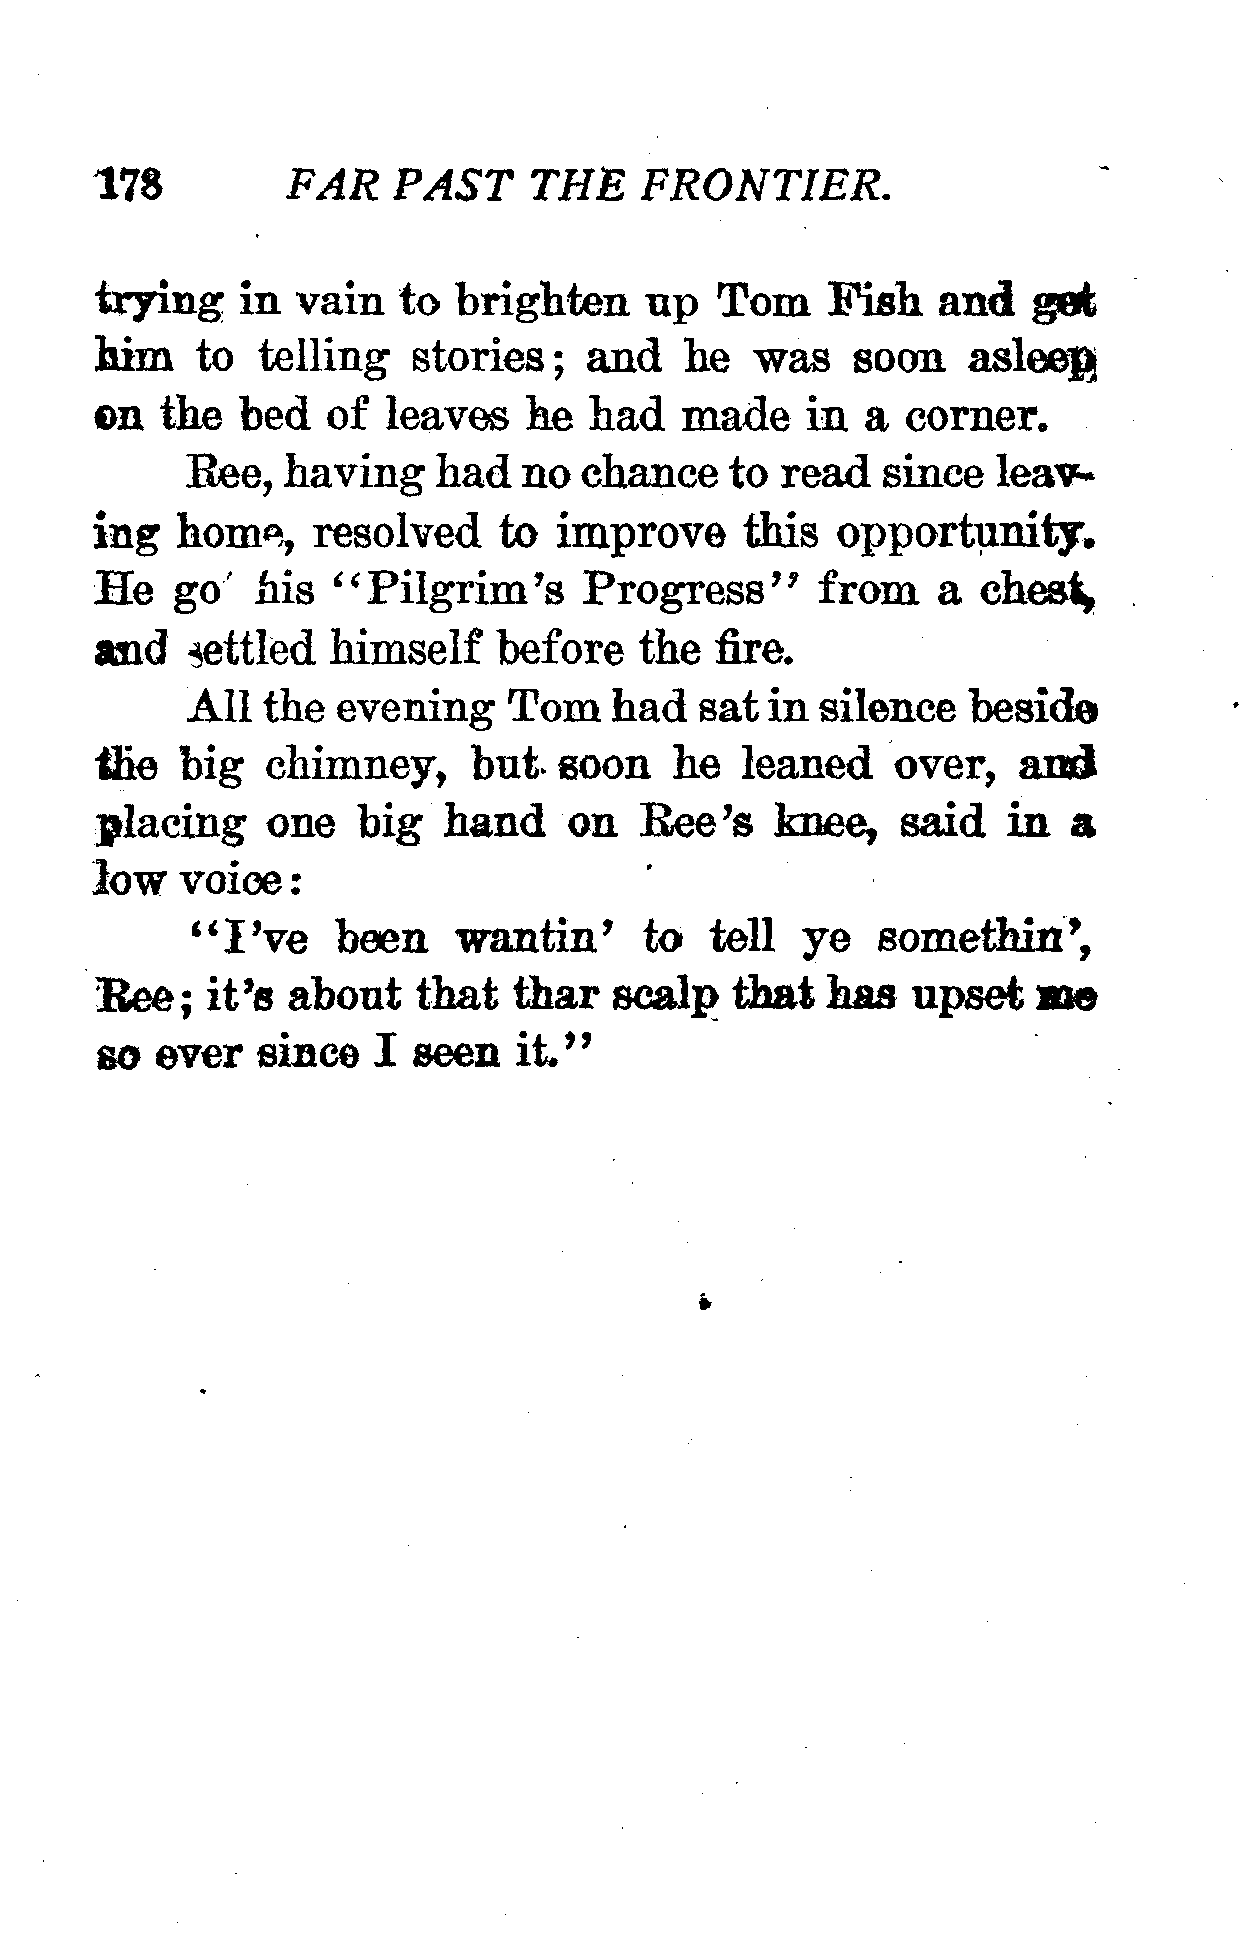 178 FAR PAST THE FRONTIER.
trying in vain to brighten up Tom Fish and get
him to telling stories; and he was soon asleep
on the bed of leaves he had made in a corner.
Ree, having had no chance to read since leav-
ing home, resolved to improve this opportunity.
He got his “Pilgrim’s Progress” from a chest,
and settled himself before the fire.
All the evening Tom had sat in silence beside
the big chimney, but soon he leaned over, and
placing one big hand on Ree’s knee, said in a
low voice:
“I’ve been wantin’ to tell ye somethin’,
Ree; it’s about that thar scalp that has upset me
so ever since I seen it.”